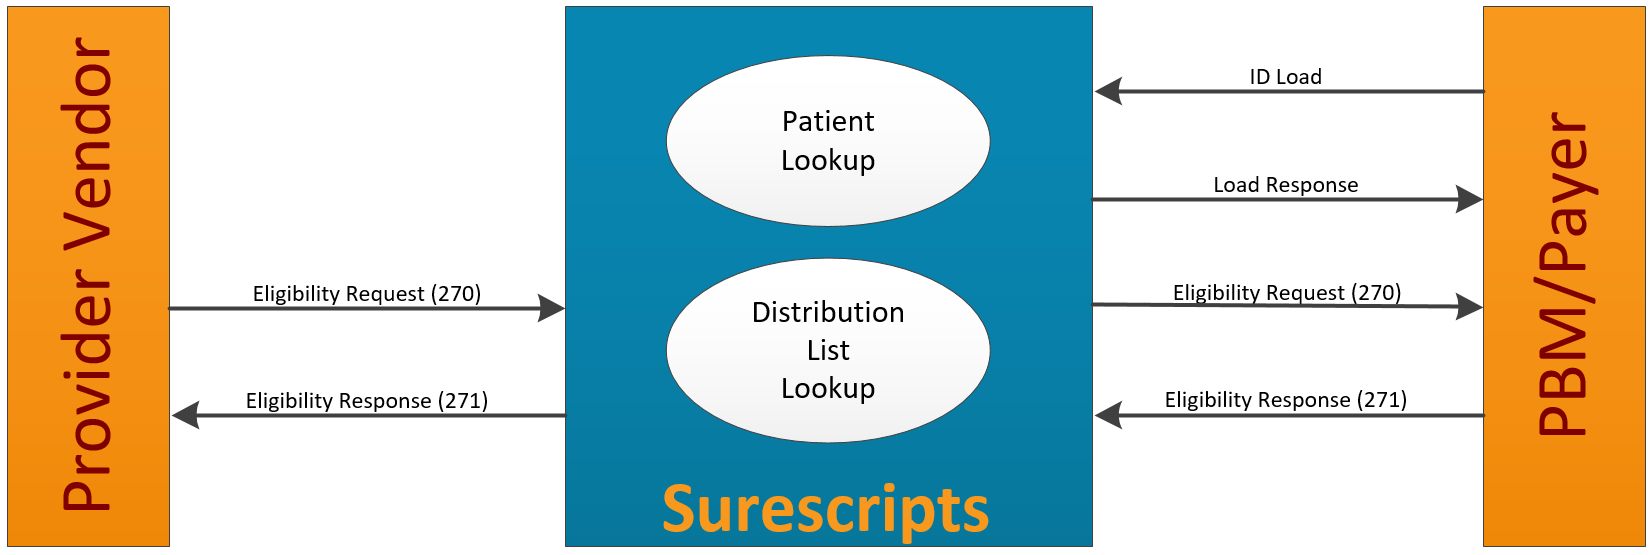 Provider Vendor
Eligibility Request (270)
Eligibility Response (271)
Patient
Lookup
Distribution
List
Lookup
Surescripts
ID Load
Load Response
Eligibility Request (270)
Eligibility Response (271)
PBM/Payer